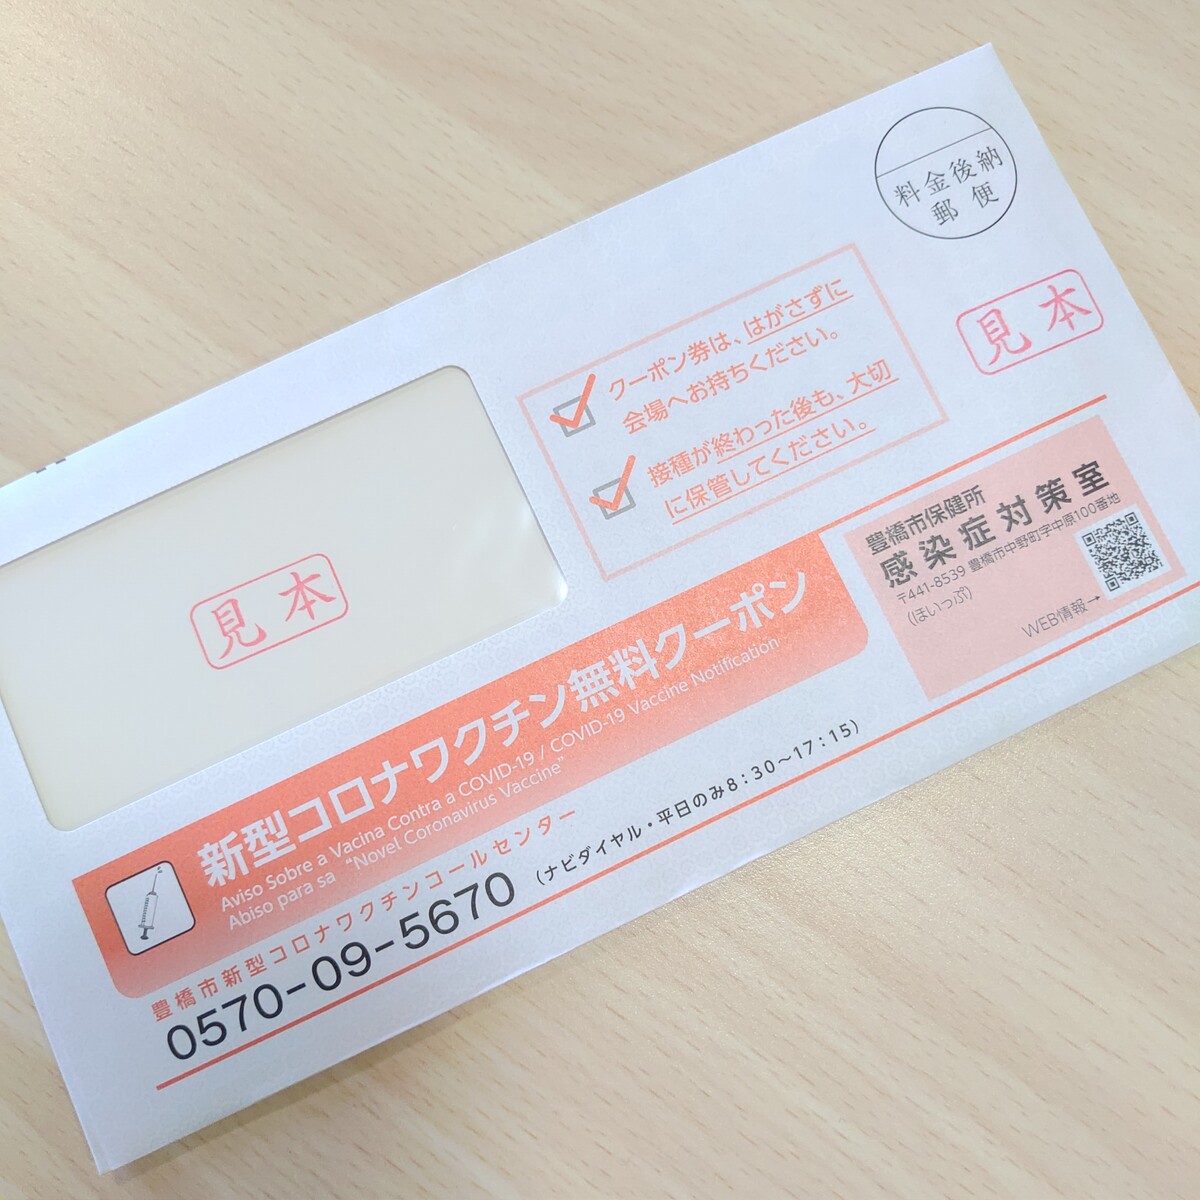 料金後納
郵便
見本
クーポン券は、はがさずに
会場へお持ちください。
接種が終わった後も、大切
に保管してください。
見本
豊橋市保健所
感染症対策室
〒441-8539 豊橋市中野町字中原100番地
(ほいっぷ)
WEB情報→
新型コロナワクチン無料クーポン
Aviso Sobre a Vacina Contra a COVID-19 / COVID-19 Vaccine Notification
Abiso para sa “Novel Coronavirus Vaccine”
豊橋市新型コロナワクチンコールセンター
0570-09-5670 (ナビダイヤル・平日のみ8:30～17:15)